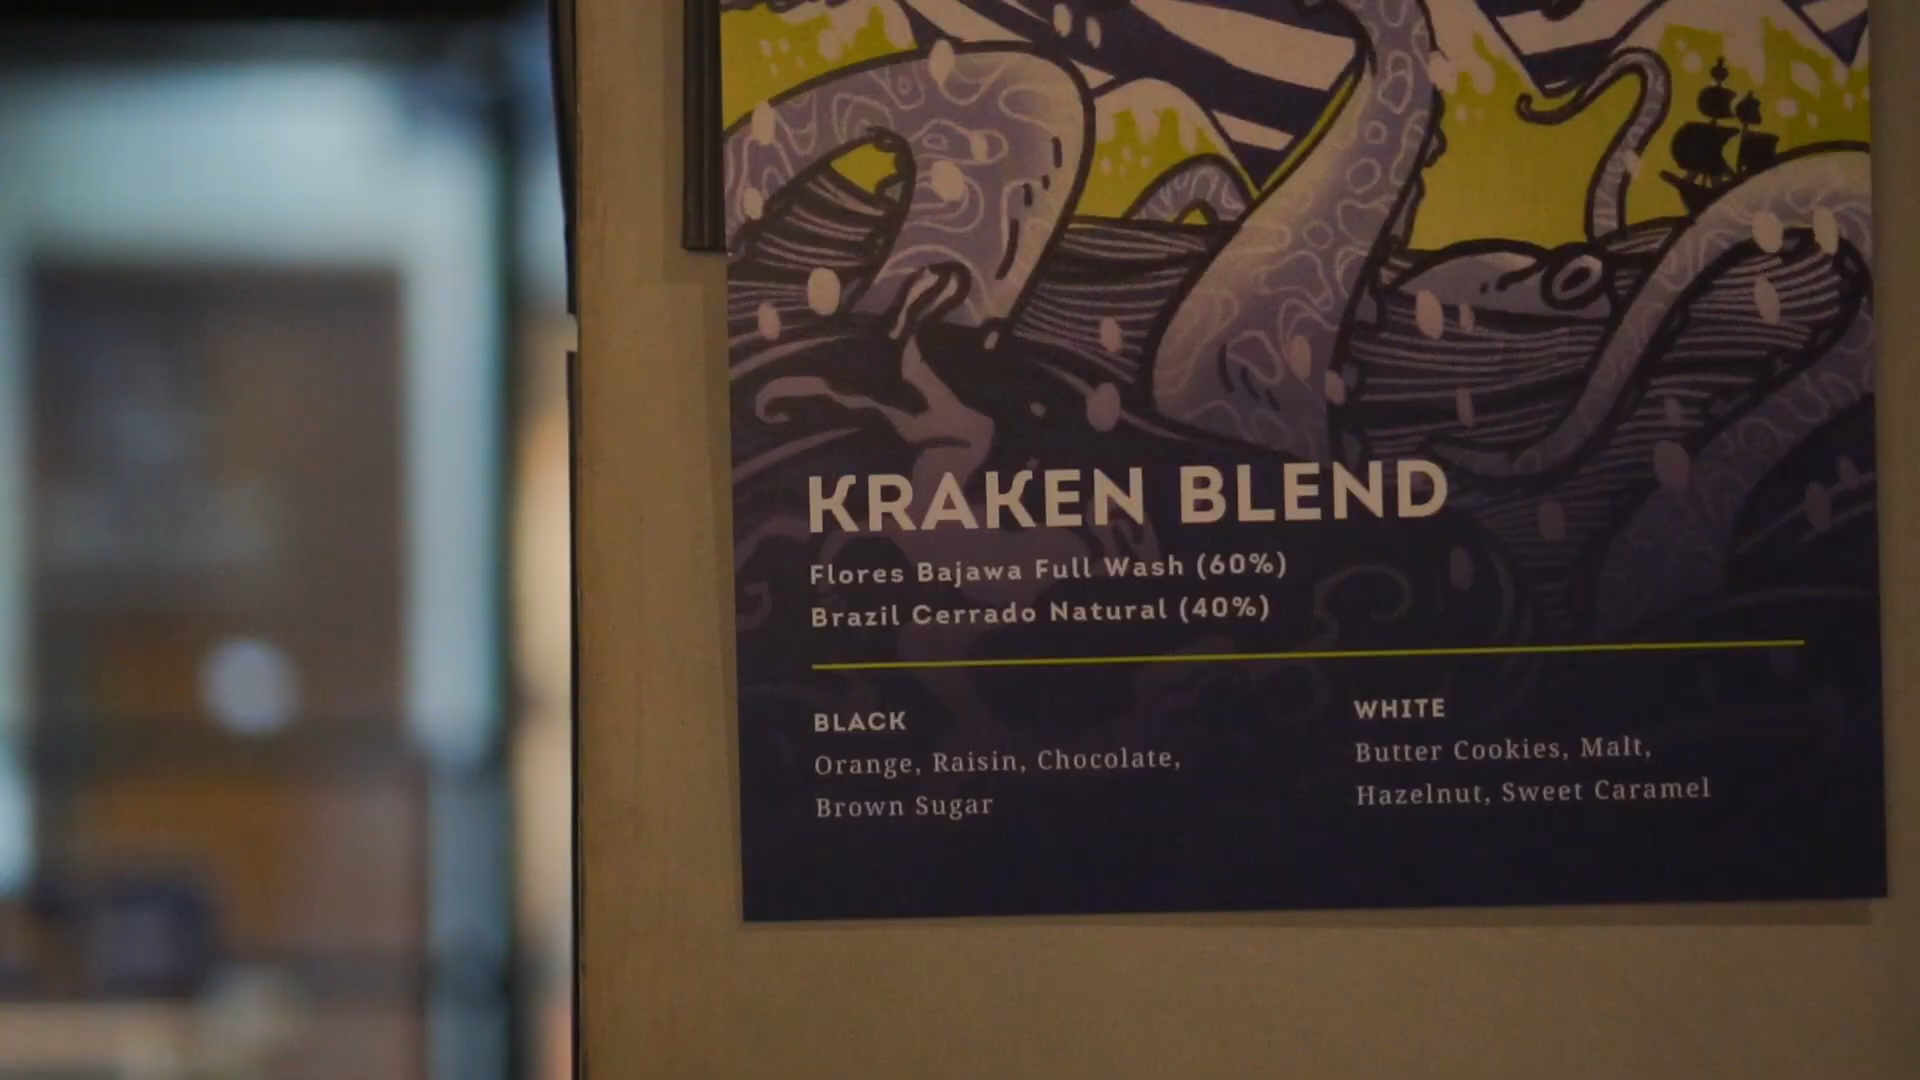 KRAKEN BLEND
Flores Bajawa Full Wash (60%)
Brazil Cerrado Natural (40%)
BLACK
Orange, Raisin, Chocolate,
Brown Sugar
WHITE
Butter Cookies, Malt,
Hazelnut, Sweet Caramel